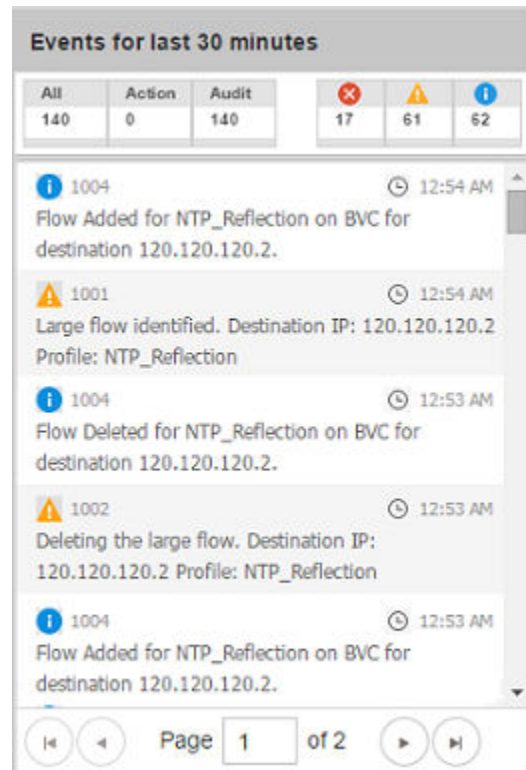 Events for last 30 minutes
All Action Audit
140 0 140 17 61 62
1004 12:54 AM
Flow Added for NTP_Reflection on BVC for
destination 120.120.120.2.
1001 12:54 AM
Large flow identified. Destination IP: 120.120.120.2
Profile: NTP_Reflection
1004 12:53 AM
Flow Deleted for NTP_Reflection on BVC for
destination 120.120.120.2.
1002 12:53 AM
Deleting the large flow. Destination IP:
120.120.120.2 Profile: NTP_Reflection
1004 12:53 AM
Flow Added for NTP_Reflection on BVC for
destination 120.120.120.2.
Page 1 of 2